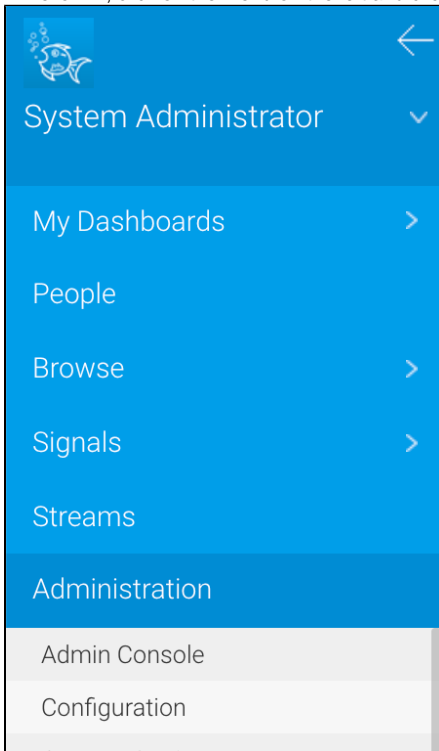 System Administrator
My Dashboards
People
Browse
Signals
Streams
Administration
Admin Console
Configuration